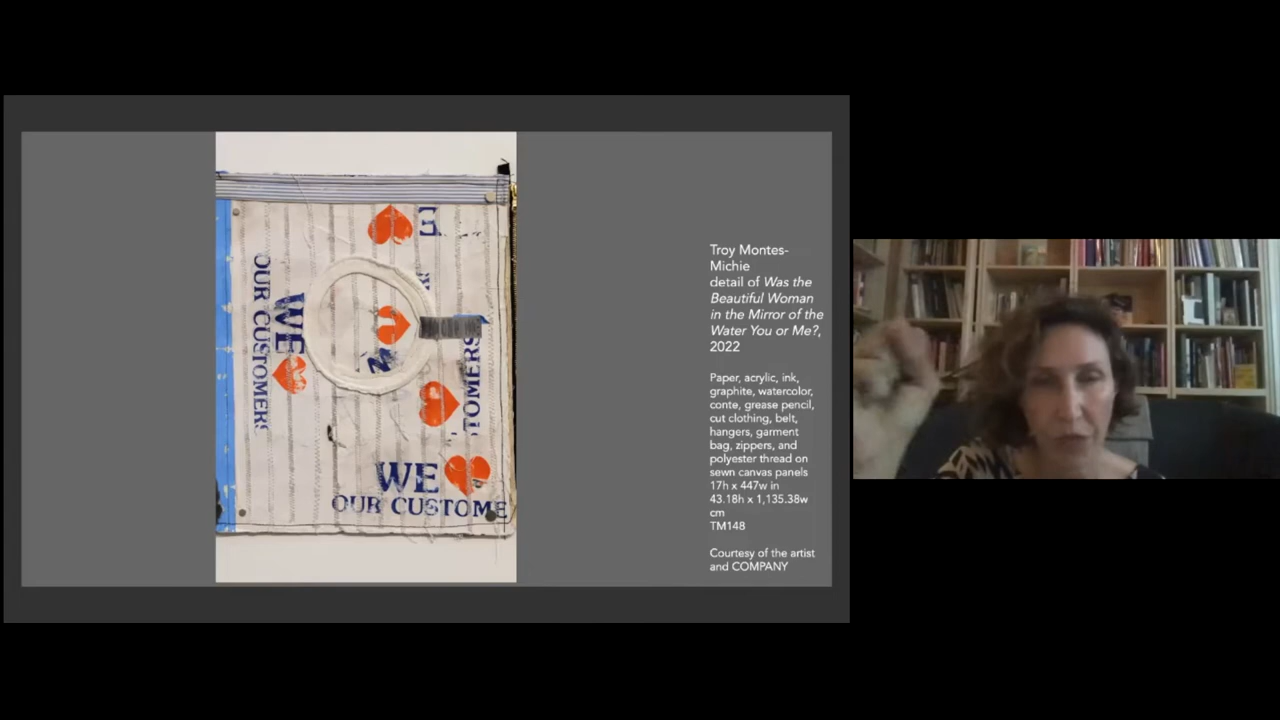 E
OUR CUSTOMER
WE
TOMERS
WE
OUR CUSTOME
Troy Montes-
Michie
detail of Was the
Beautiful Woman
in the Mirror of the
Water You or Me?,
2022
Paper, acrylic, ink,
graphite, watercolor,
conte, grease pencil,
cut clothing, belt,
hangers, garment
bag, zippers, and
polyester thread on
sewn canvas panels
17h x 447w in
43.18h x 1,135.38w
cm
TM148
Courtesy of the artist
and COMPANY